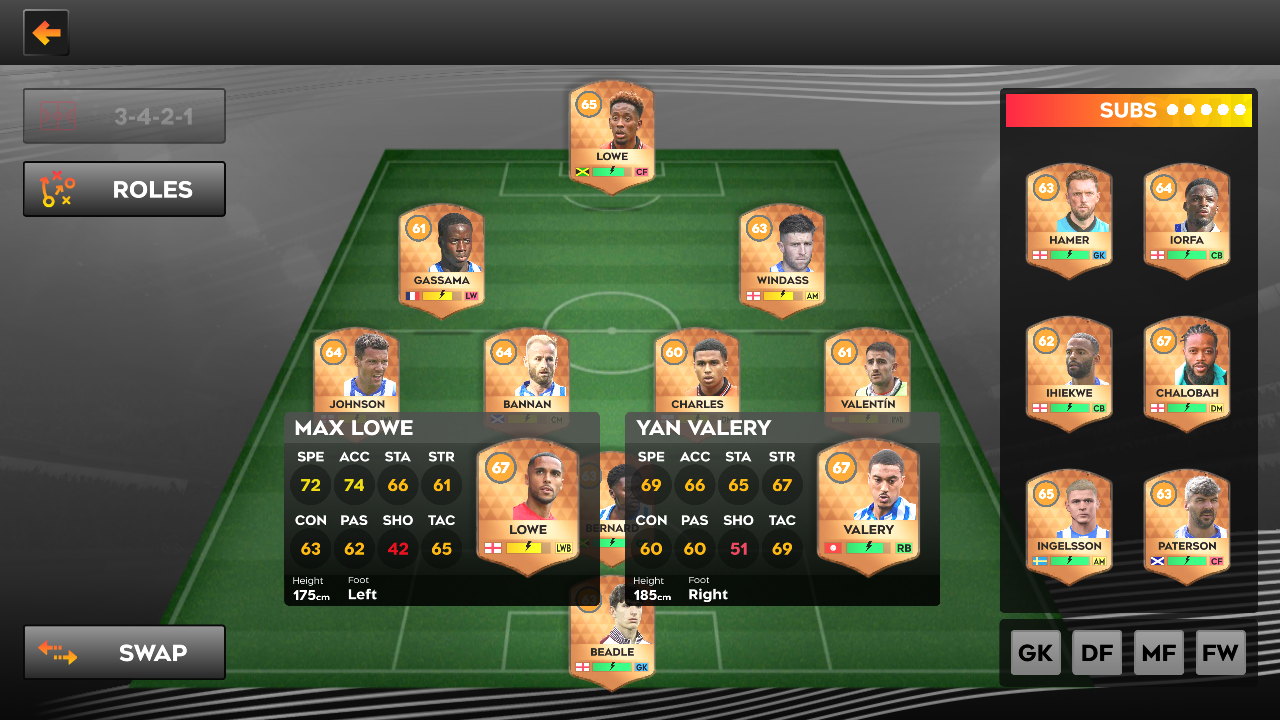 3-4-2-1
ROLES
SUBS
65
LOWE
CF
61
GASSAMA
LW
63
WINDASS
AM
64
JOHNSON
64
BANNAN
60
CHARLES
61
VALENTÍN
MAX LOWE
SPE ACC STA STR
72 74 66 61
CON PAS SHO TAC
63 62 42 65
Height
175cm
Foot
Left
67
LOWE
LWB
BERNARD
YAN VALERY
SPE ACC STA STR
69 66 65 67
CON PAS SHO TAC
60 60 51 69
Height
185cm
Foot
Right
67
VALERY
RB
BEADLE
GK
63
HAMER
GK
64
IORFA
CB
62
IHIEKWE
CB
67
CHALOBAH
DM
65
INGELSSON
AM
63
PATERSON
CF
SWAP
GK DF MF FW